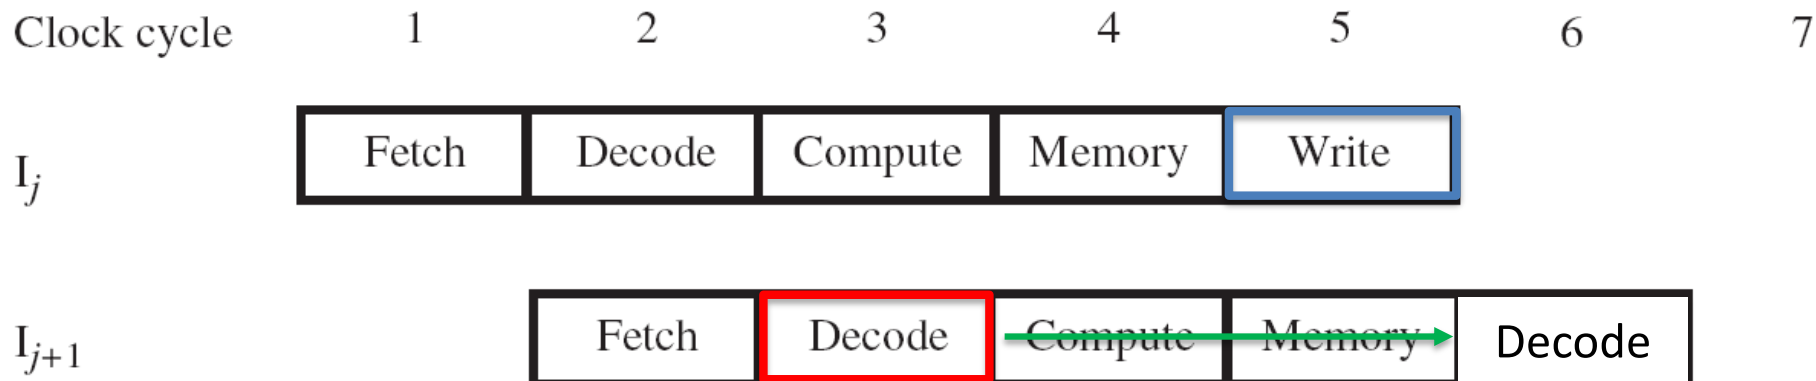 Clock cycle 1 2 3 4 5 6 7
Ij Fetch Decode Compute Memory Write
Ij+1 Fetch Decode Compute Memory Decode